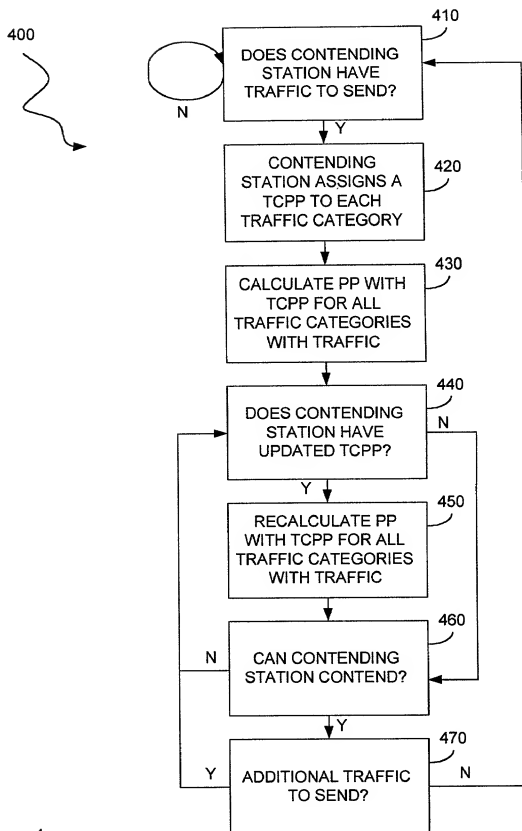 400
410
DOES CONTENDING
STATION HAVE
TRAFFIC TO SEND?
N
Y
CONTENDING
STATION ASSIGNS A
TCPP TO EACH
TRAFFIC CATEGORY
420
430
CALCULATE PP WITH
TCPP FOR ALL
TRAFFIC CATEGORIES
WITH TRAFFIC
440
DOES CONTENDING
STATION HAVE
UPDATED TCPP?
N
Y
450
RECALCULATE PP
WITH TCPP FOR ALL
TRAFFIC CATEGORIES
WITH TRAFFIC
460
N
CAN CONTENDING
STATION CONTEND?
Y
470
Y
ADDITIONAL TRAFFIC
TO SEND?
N